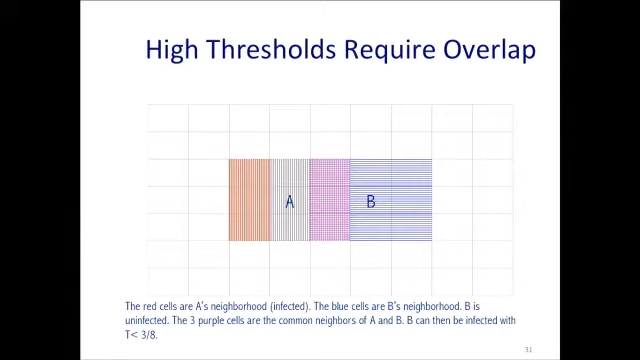 High Thresholds Require Overlap
A
B
The red cells are A's neighborhood (infected). The blue cells are B's neighborhood. B is
uninfected. The 3 purple cells are the common neighbors of A and B. B can then be infected with
T< 3/8.
31